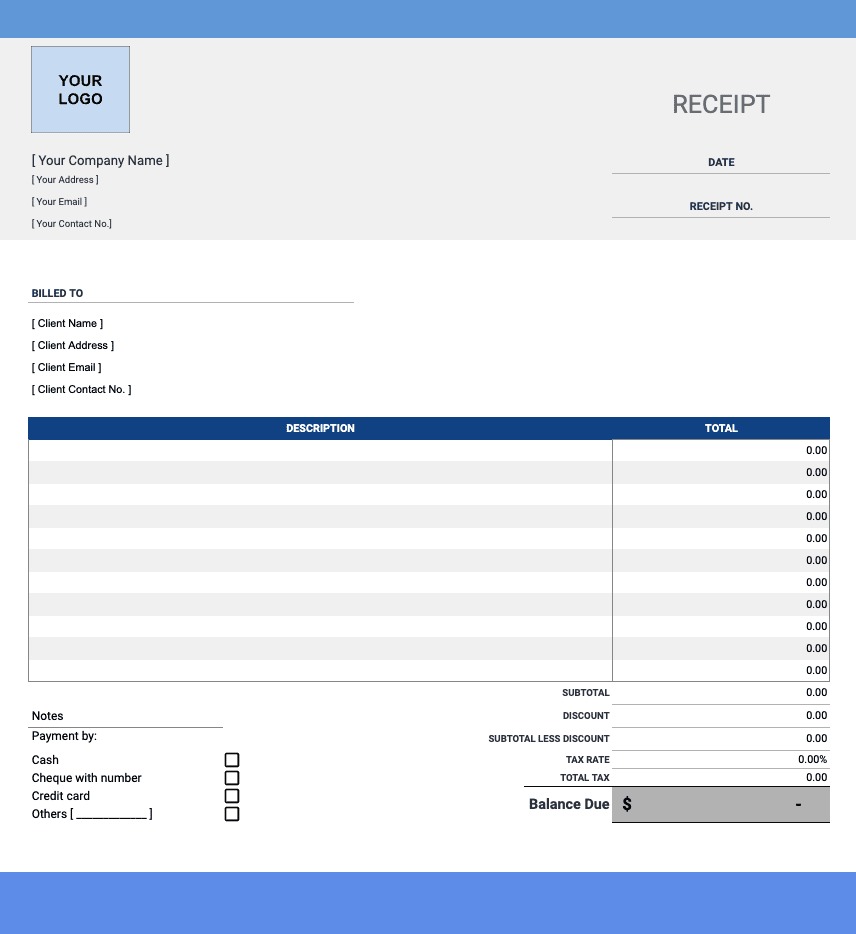 YOUR
LOGO
RECEIPT
[ Your Company Name ]
DATE
[ Your Address ]
[ Your Email ]
RECEIPT NO.
[ Your Contact No.]
BILLED TO
[ Client Name ]
[ Client Address ]
[ Client Email ]
[ Client Contact No. ]
DESCRIPTION TOTAL
0.00
0.00
0.00
0.00
0.00
0.00
0.00
0.00
0.00
0.00
0.00
SUBTOTAL 0.00
Notes DISCOUNT 0.00
Payment by: SUBTOTAL LESS DISCOUNT 0.00
Cash TAX RATE 0.00%
Cheque with number TOTAL TAX 0.00
Credit card
Balance Due $ -
Others [ ____________ ]